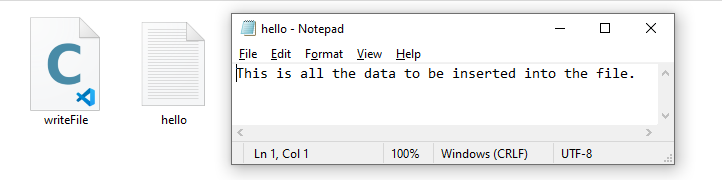 C
writeFile
hello
hello - Notepad
File Edit Format View Help
This is all the data to be inserted into the file.
Ln 1, Col 1 100% Windows (CRLF) UTF-8